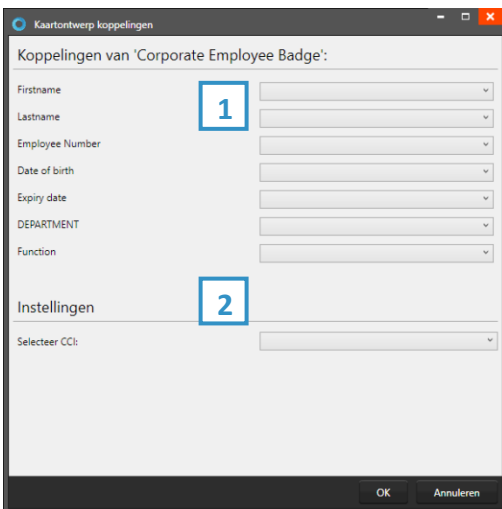 Kaartontwerp koppelingen
Koppelingen van 'Corporate Employee Badge':
Firstname
1
Lastname
Employee Number
Date of birth
Expiry date
DEPARTMENT
Function
2
Instellingen
Selecteer CCI:
OK Annuleren